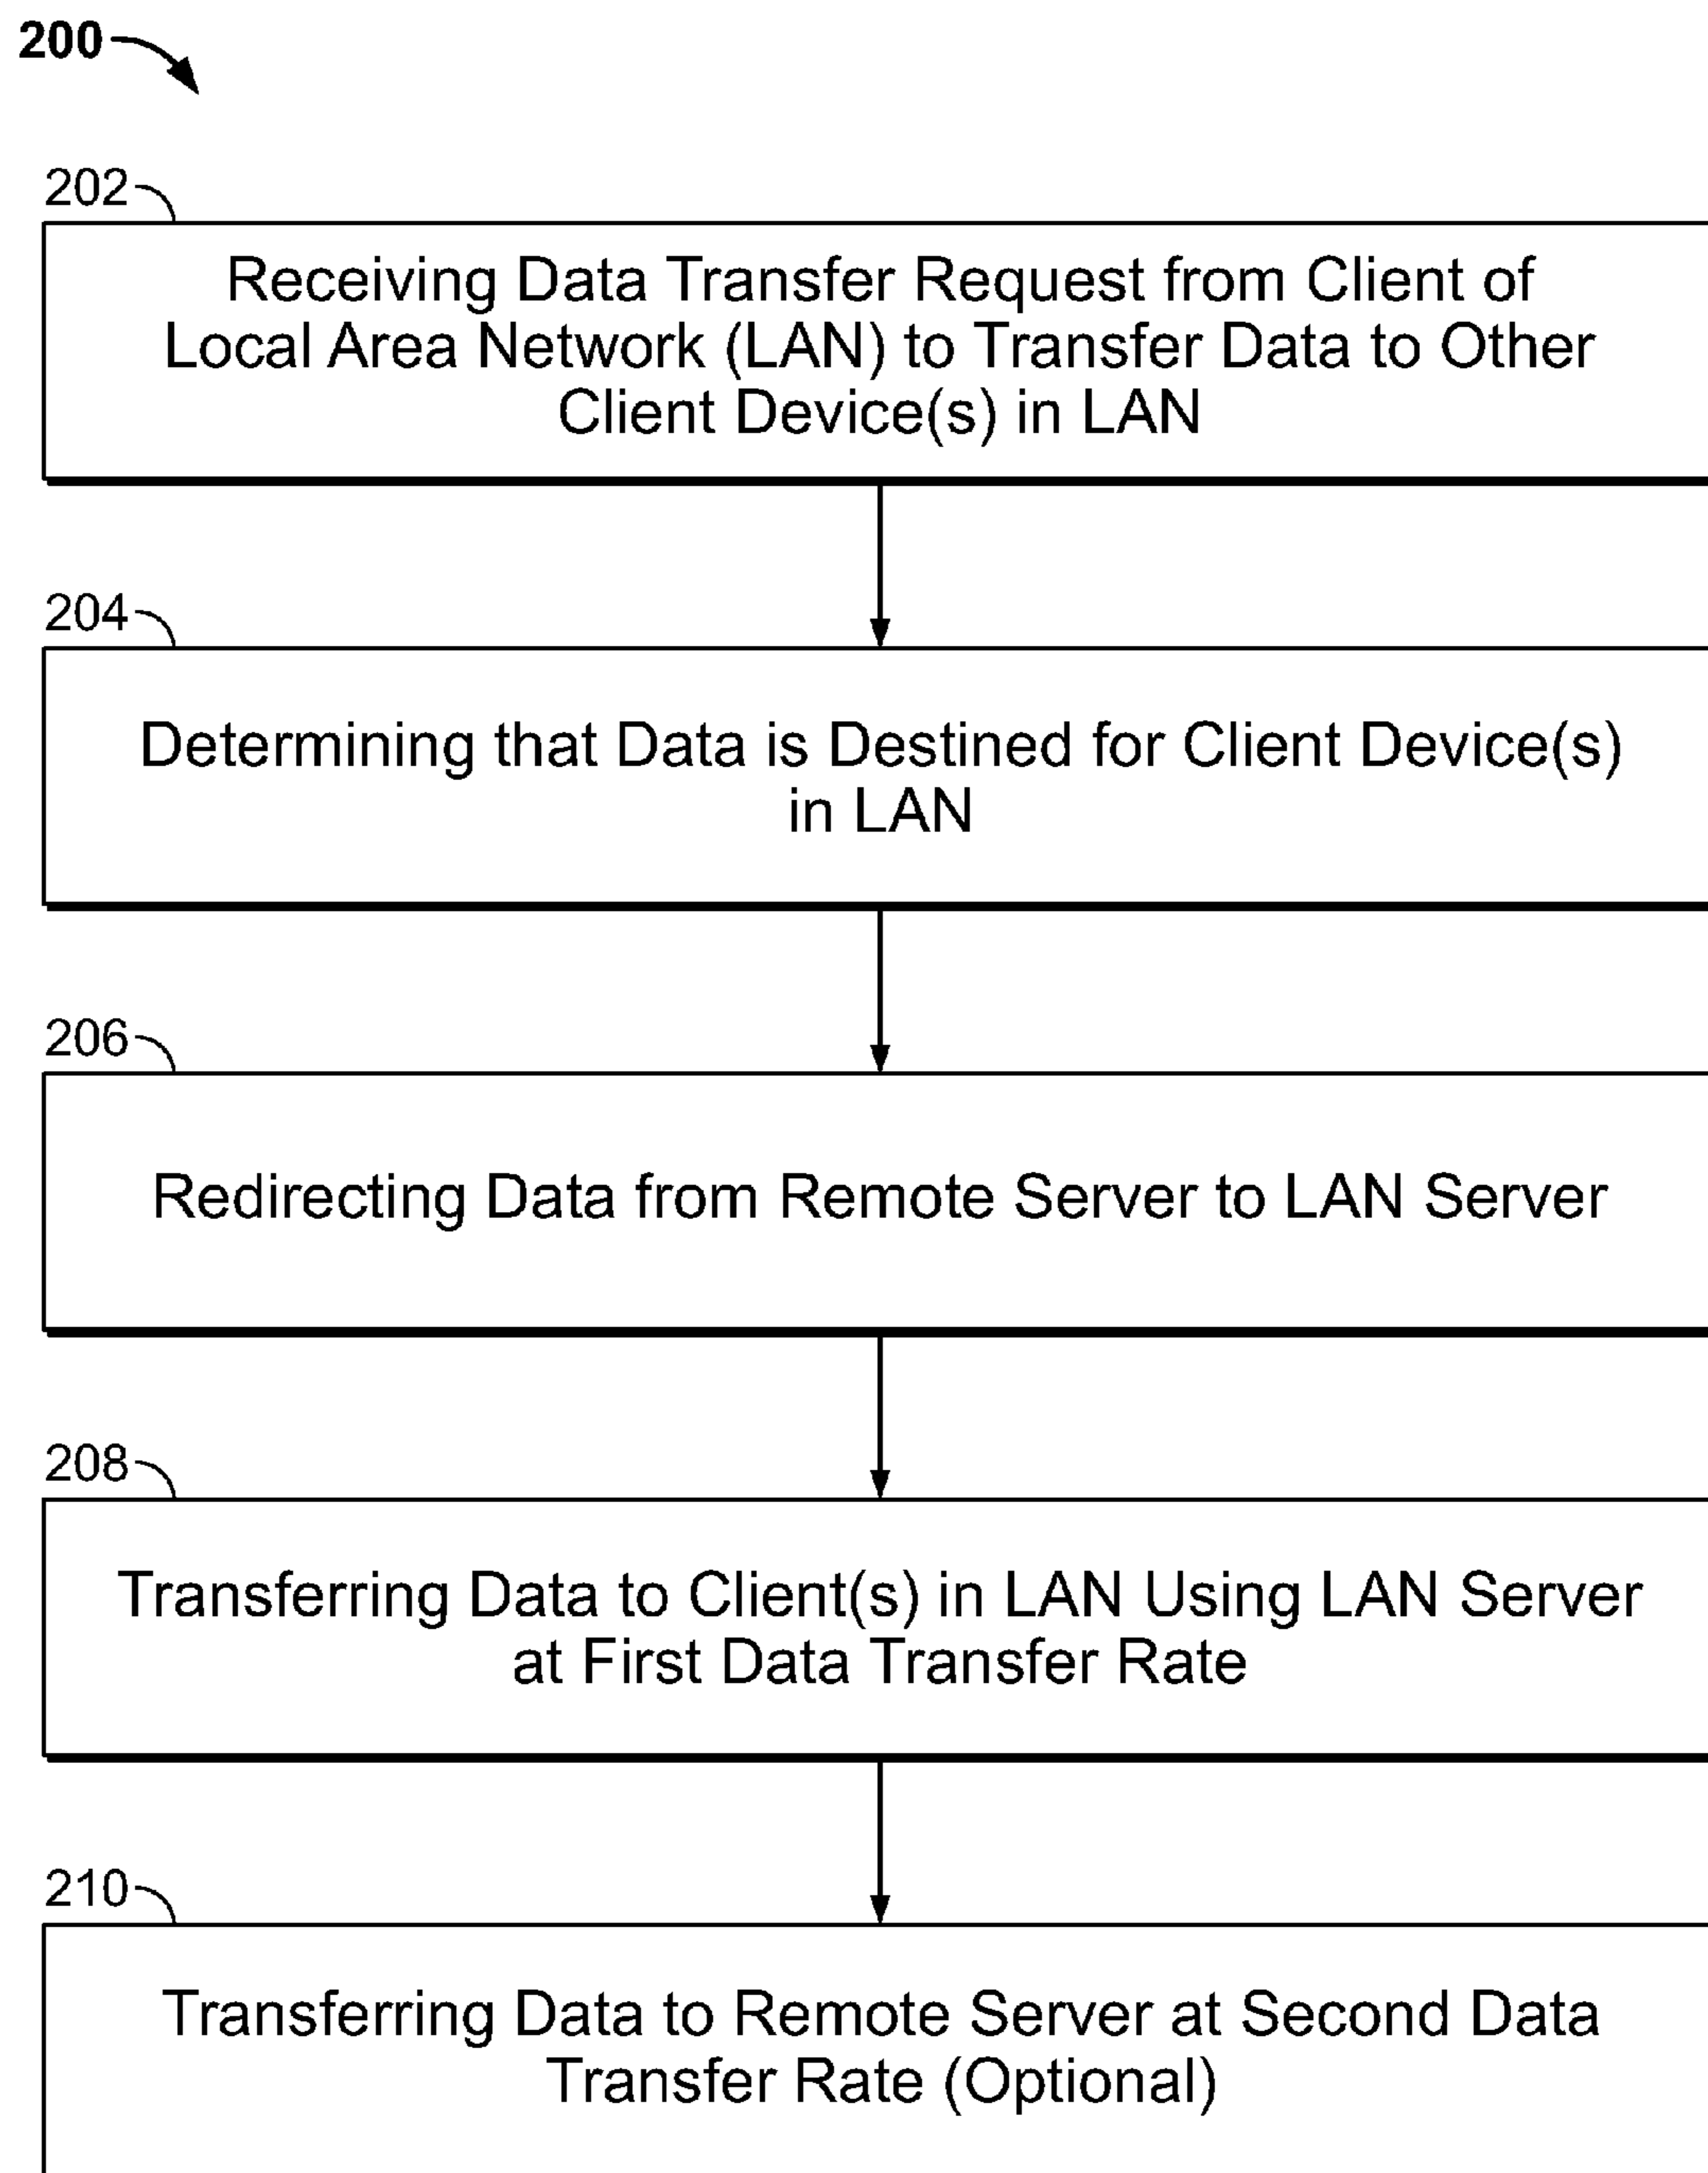 200
202
Receiving Data Transfer Request from Client of
Local Area Network (LAN) to Transfer Data to Other
Client Device(s) in LAN
204
Determining that Data is Destined for Client Device(s)
in LAN
206
Redirecting Data from Remote Server to LAN Server
208
Transferring Data to Client(s) in LAN Using LAN Server
at First Data Transfer Rate
210
Transferring Data to Remote Server at Second Data
Transfer Rate (Optional)